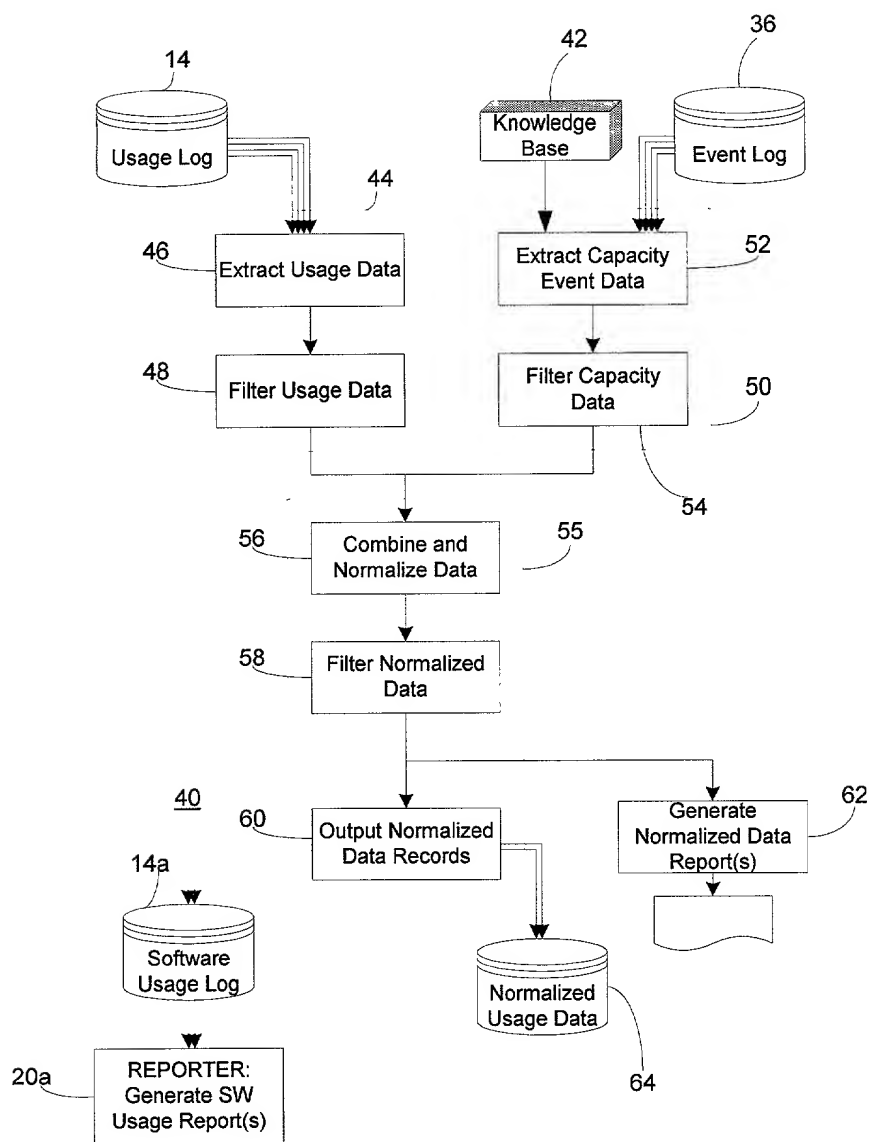 14
42
36
Usage Log
Knowledge
Base
Event Log
44
46
Extract Usage Data
Extract Capacity
Event Data
52
48
Filter Usage Data
Filter Capacity
Data
50
54
56
Combine and
Normalize Data
55
58
Filter Normalized
Data
40
60
Output Normalized
Data Records
Generate
Normalized Data
Report(s)
62
14a
Software
Usage Log
Normalized
Usage Data
64
20a
REPORTER:
Generate SW
Usage Report(s)